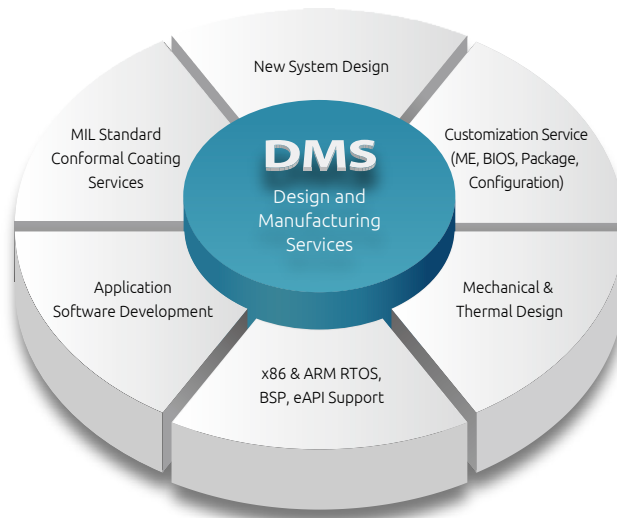 New System Design
MIL Standard
Conformal Coating
Services
Customization Service
(ME, BIOS, Package,
Configuration)
DMS
Design and
Manufacturing
Services
Application
Software Development
Mechanical &
Thermal Design
x86 & ARM RTOS,
BSP, eAPI Support